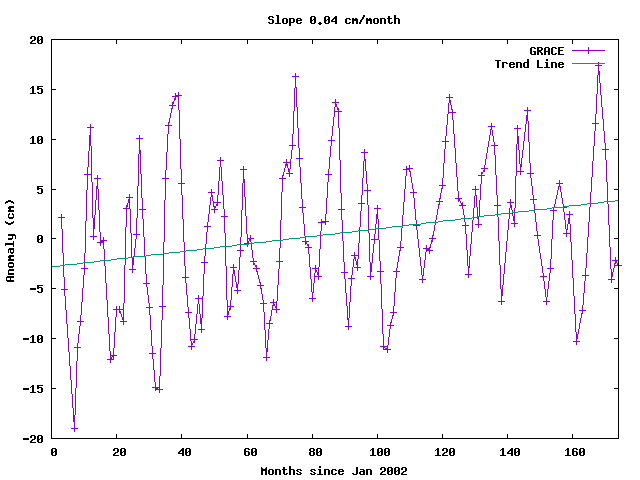 Slope 0.04 cm/month
GRACE
Trend Line
20
15
10
5
0
-5
-10
-15
-20
Anomaly (cm)
0 20 40 60 80 100 120 140 160
Months since Jan 2002